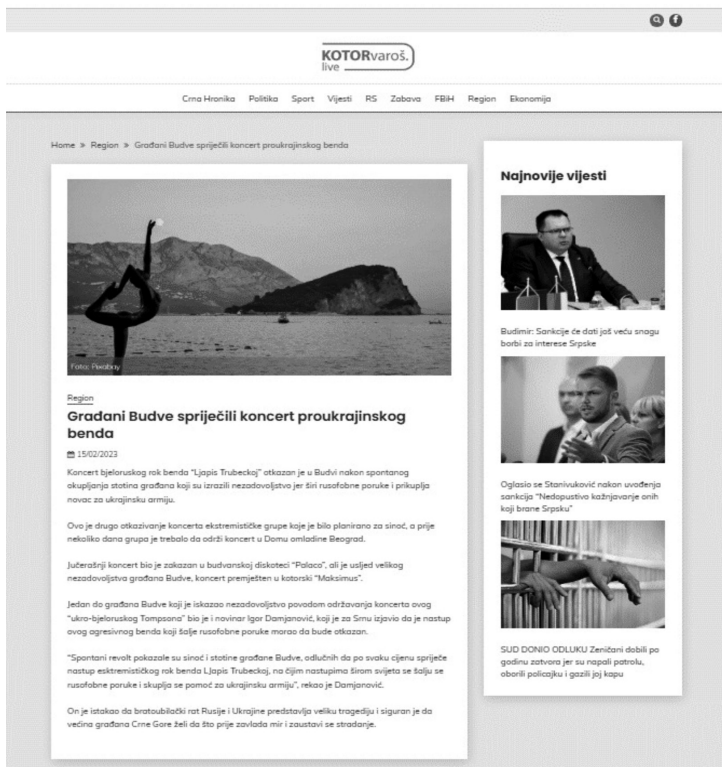 KOTORvaroš.
live
Crna Hronika Politika Sport Vijesti RS Zabava FBiH Region Ekonomija
Home » Region » Građani Budve spriječili koncert proukrajinskog benda
Foto: Pixabay
Region
Građani Budve spriječili koncert proukrajinskog
benda
15/02/2023
Koncert bjeloruskog rok benda "Ljapis Trubeckoj" otkazan je u Budvi nakon spontanog
okupljanja stotina građana koji su izrazili nezadovoljstvo jer širi rusofobne poruke i prikuplja
novac za ukrajinsku armiju.
Ovo je drugo otkazivanje koncerta ekstremističke grupe koje je bilo planirano za sinoć, a prije
nekoliko dana grupa je trebalo da održi koncert u Domu omladine Beograd.
Jučerašnji koncert bio je zakazan u budvanskoj diskoteci "Palaco", ali je usljed velikog
nezadovoljstva građana Budve, koncert premješten u kotorski "Maksimus".
Jedan do građana Budve koji je iskazao nezadovoljstvo povodom održavanja koncerta ovog
"ukro-bjeloruskog Tompsona" bio je i novinar Igor Damjanović, koji je za Srnu izjavio da je nastup
ovog agresivnog benda koji šalje rusofobne poruke morao da bude otkazan.
"Spontani revolt pokazale su sinoć i stotine građane Budve, odlučnih da po svaku cijenu spriječe
nastup esktremističkog rok benda LJapis Trubeckoj, na čijim nastupima širom svijeta se šalju se
rusofobne poruke i skuplja se pomoć za ukrajinsku armiju", rekao je Damjanović.
On je istakao da bratoubilački rat Rusije i Ukrajine predstavlja veliku tragediju i siguran je da
većina građana Crne Gore želi da što prije zavlada mir i zaustavi se stradanje.
Najnovije vijesti
Budimir: Sankcije će dati još veću snagu
borbi za interese Srpske
Oglasio se Stanivuković nakon uvođenja
sankcija "Nedopustivo kažnjavanje onih
koji brane Srpsku"
SUD DONIO ODLUKU Zeničani dobili po
godinu zatvora jer su napali patrolu,
oborili policajku i gazili joj kapu